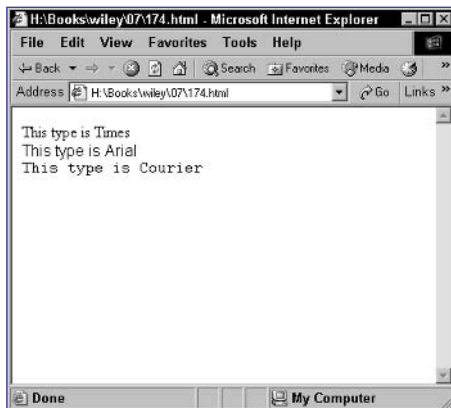 H:\Books\wiley\07\174.html - Microsoft Internet Explorer
File Edit View Favorites Tools Help
Back Search Favorites Media »
Address H:\Books\wiley\07\174.html Go Links »
This type is Times
This type is Arial
This type is Courier
Done My Computer